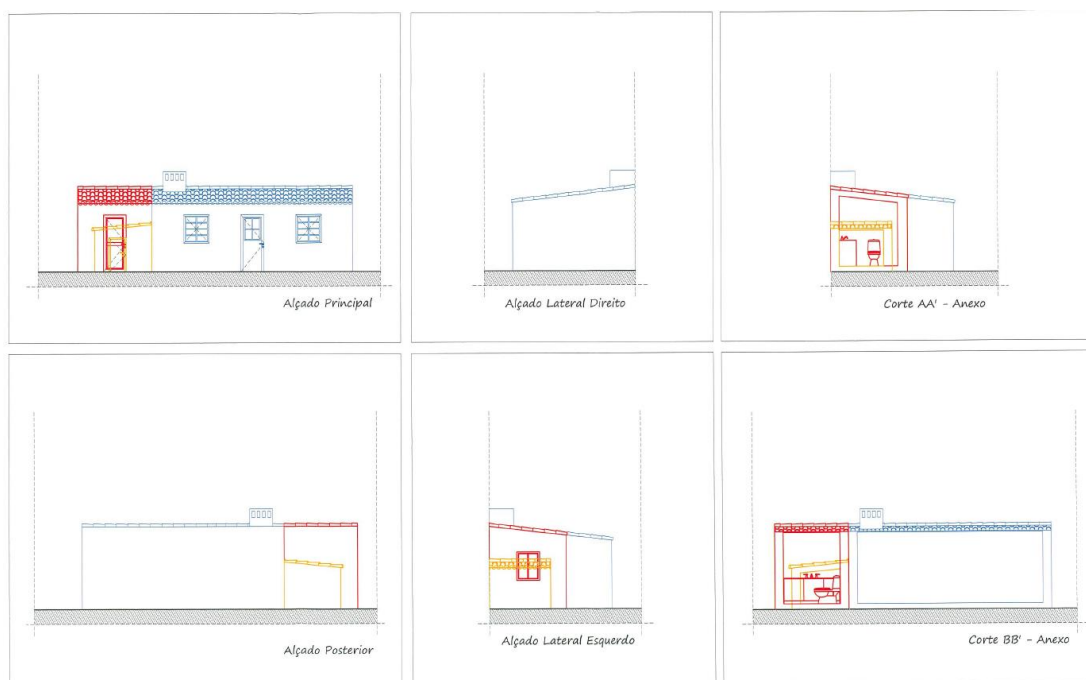 Alçado Principal
Alçado Lateral Direito
Corte AA' - Anexo
Alçado Posterior
Alçado Lateral Esquerdo
Corte BB' - Anexo